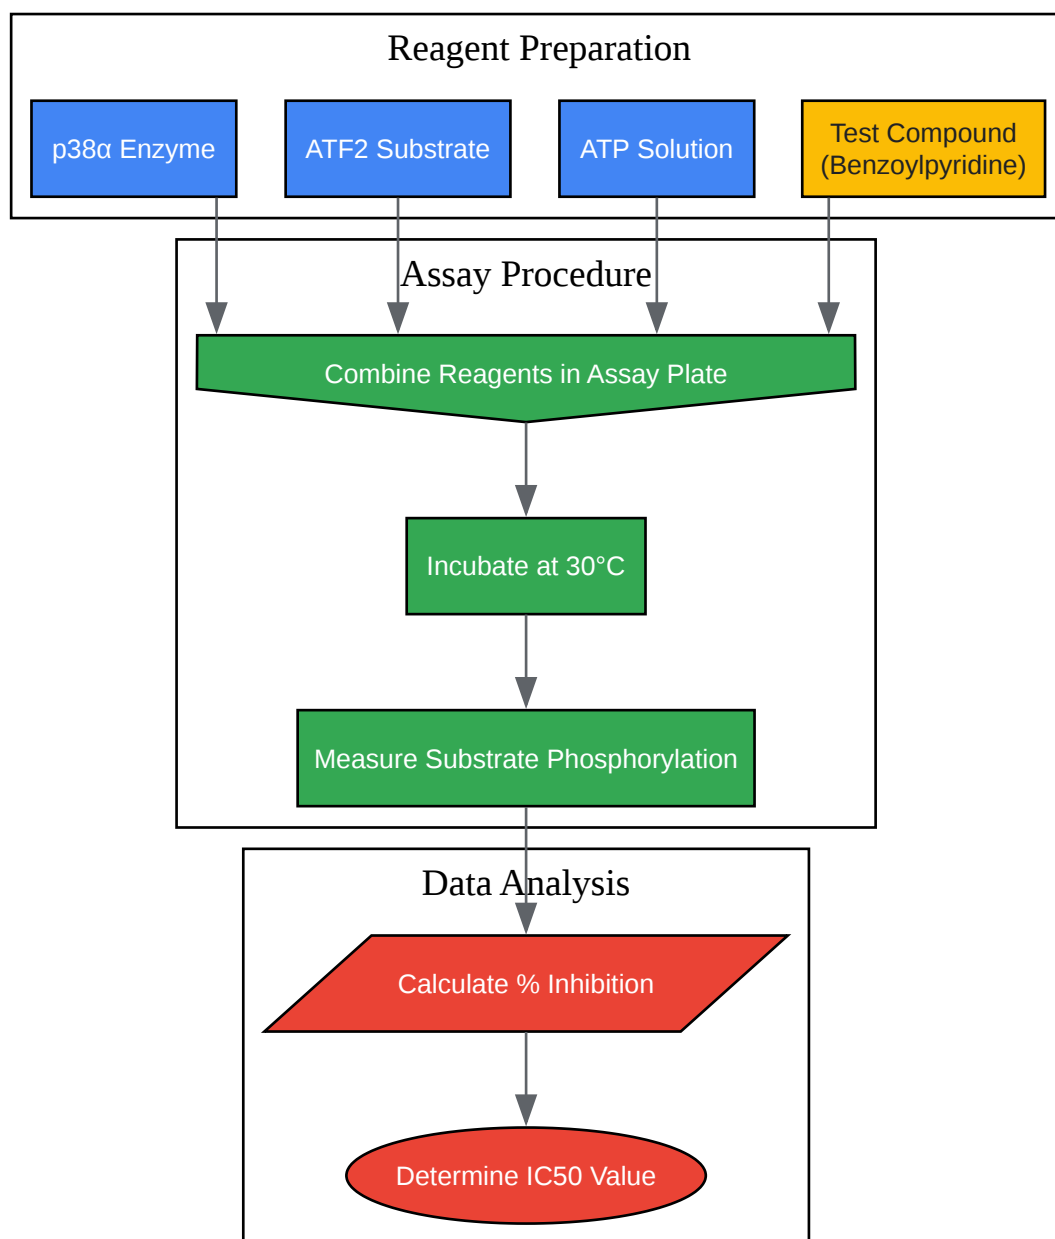 Reagent Preparation
p38α Enzyme
ATF2 Substrate
ATP Solution
Test Compound
(Benzoylpyridine)
Assay Procedure
Combine Reagents in Assay Plate
Incubate at 30°C
Measure Substrate Phosphorylation
Data Analysis
Calculate % Inhibition
Determine IC50 Value